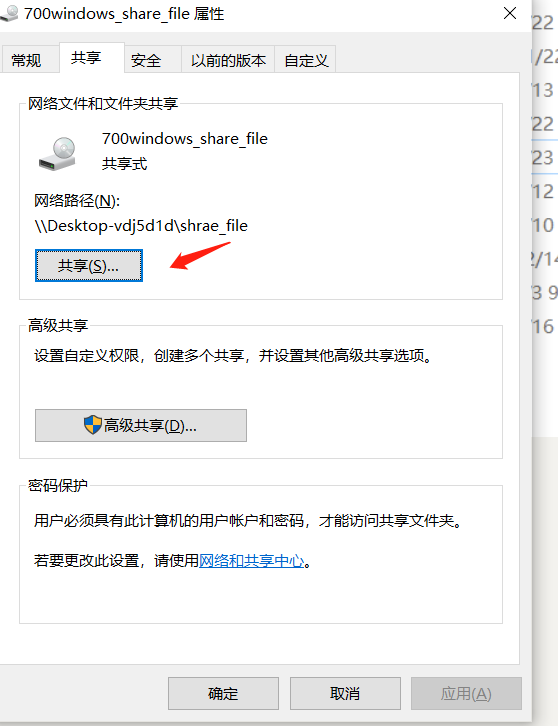 700windows_share_file 属性
常规
共享
安全
以前的版本
自定义
网络文件和文件夹共享
700windows_share_file
共享式
网络路径(N):
\\Desktop-vdj5d1d\shrae_file
共享(S)...
高级共享
设置自定义权限，创建多个共享，并设置其他高级共享选项。
高级共享(D)...
密码保护
用户必须具有此计算机的用户帐户和密码，才能访问共享文件夹。
若要更改此设置，请使用网络和共享中心。
确定
取消
应用(A)
/22
1/22
/13
/22
/23
/12
/10
2/14
/3 9
/16